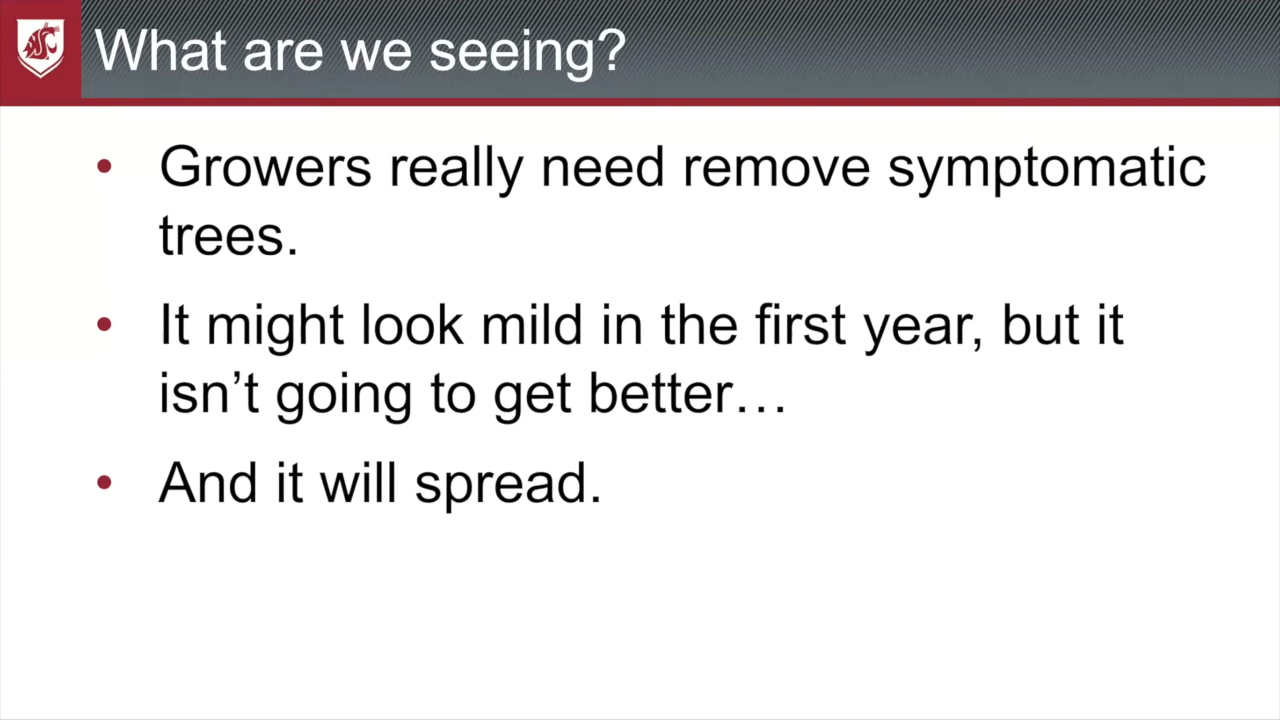 What are we seeing?
• Growers really need remove symptomatic
trees.
• It might look mild in the first year, but it
isn’t going to get better…
• And it will spread.